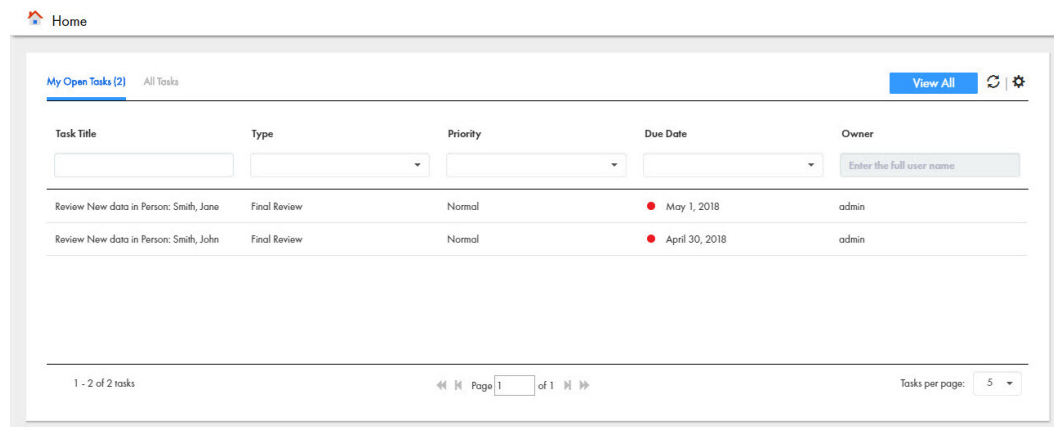 Home
My Open Tasks (2) All Tasks View All
Task Title Type Priority Due Date Owner
Enter the full user name
Review New data in Person: Smith, Jane Final Review Normal May 1, 2018 admin
Review New data in Person: Smith, John Final Review Normal April 30, 2018 admin
1 - 2 of 2 tasks Page 1 of 1 Tasks per page: 5